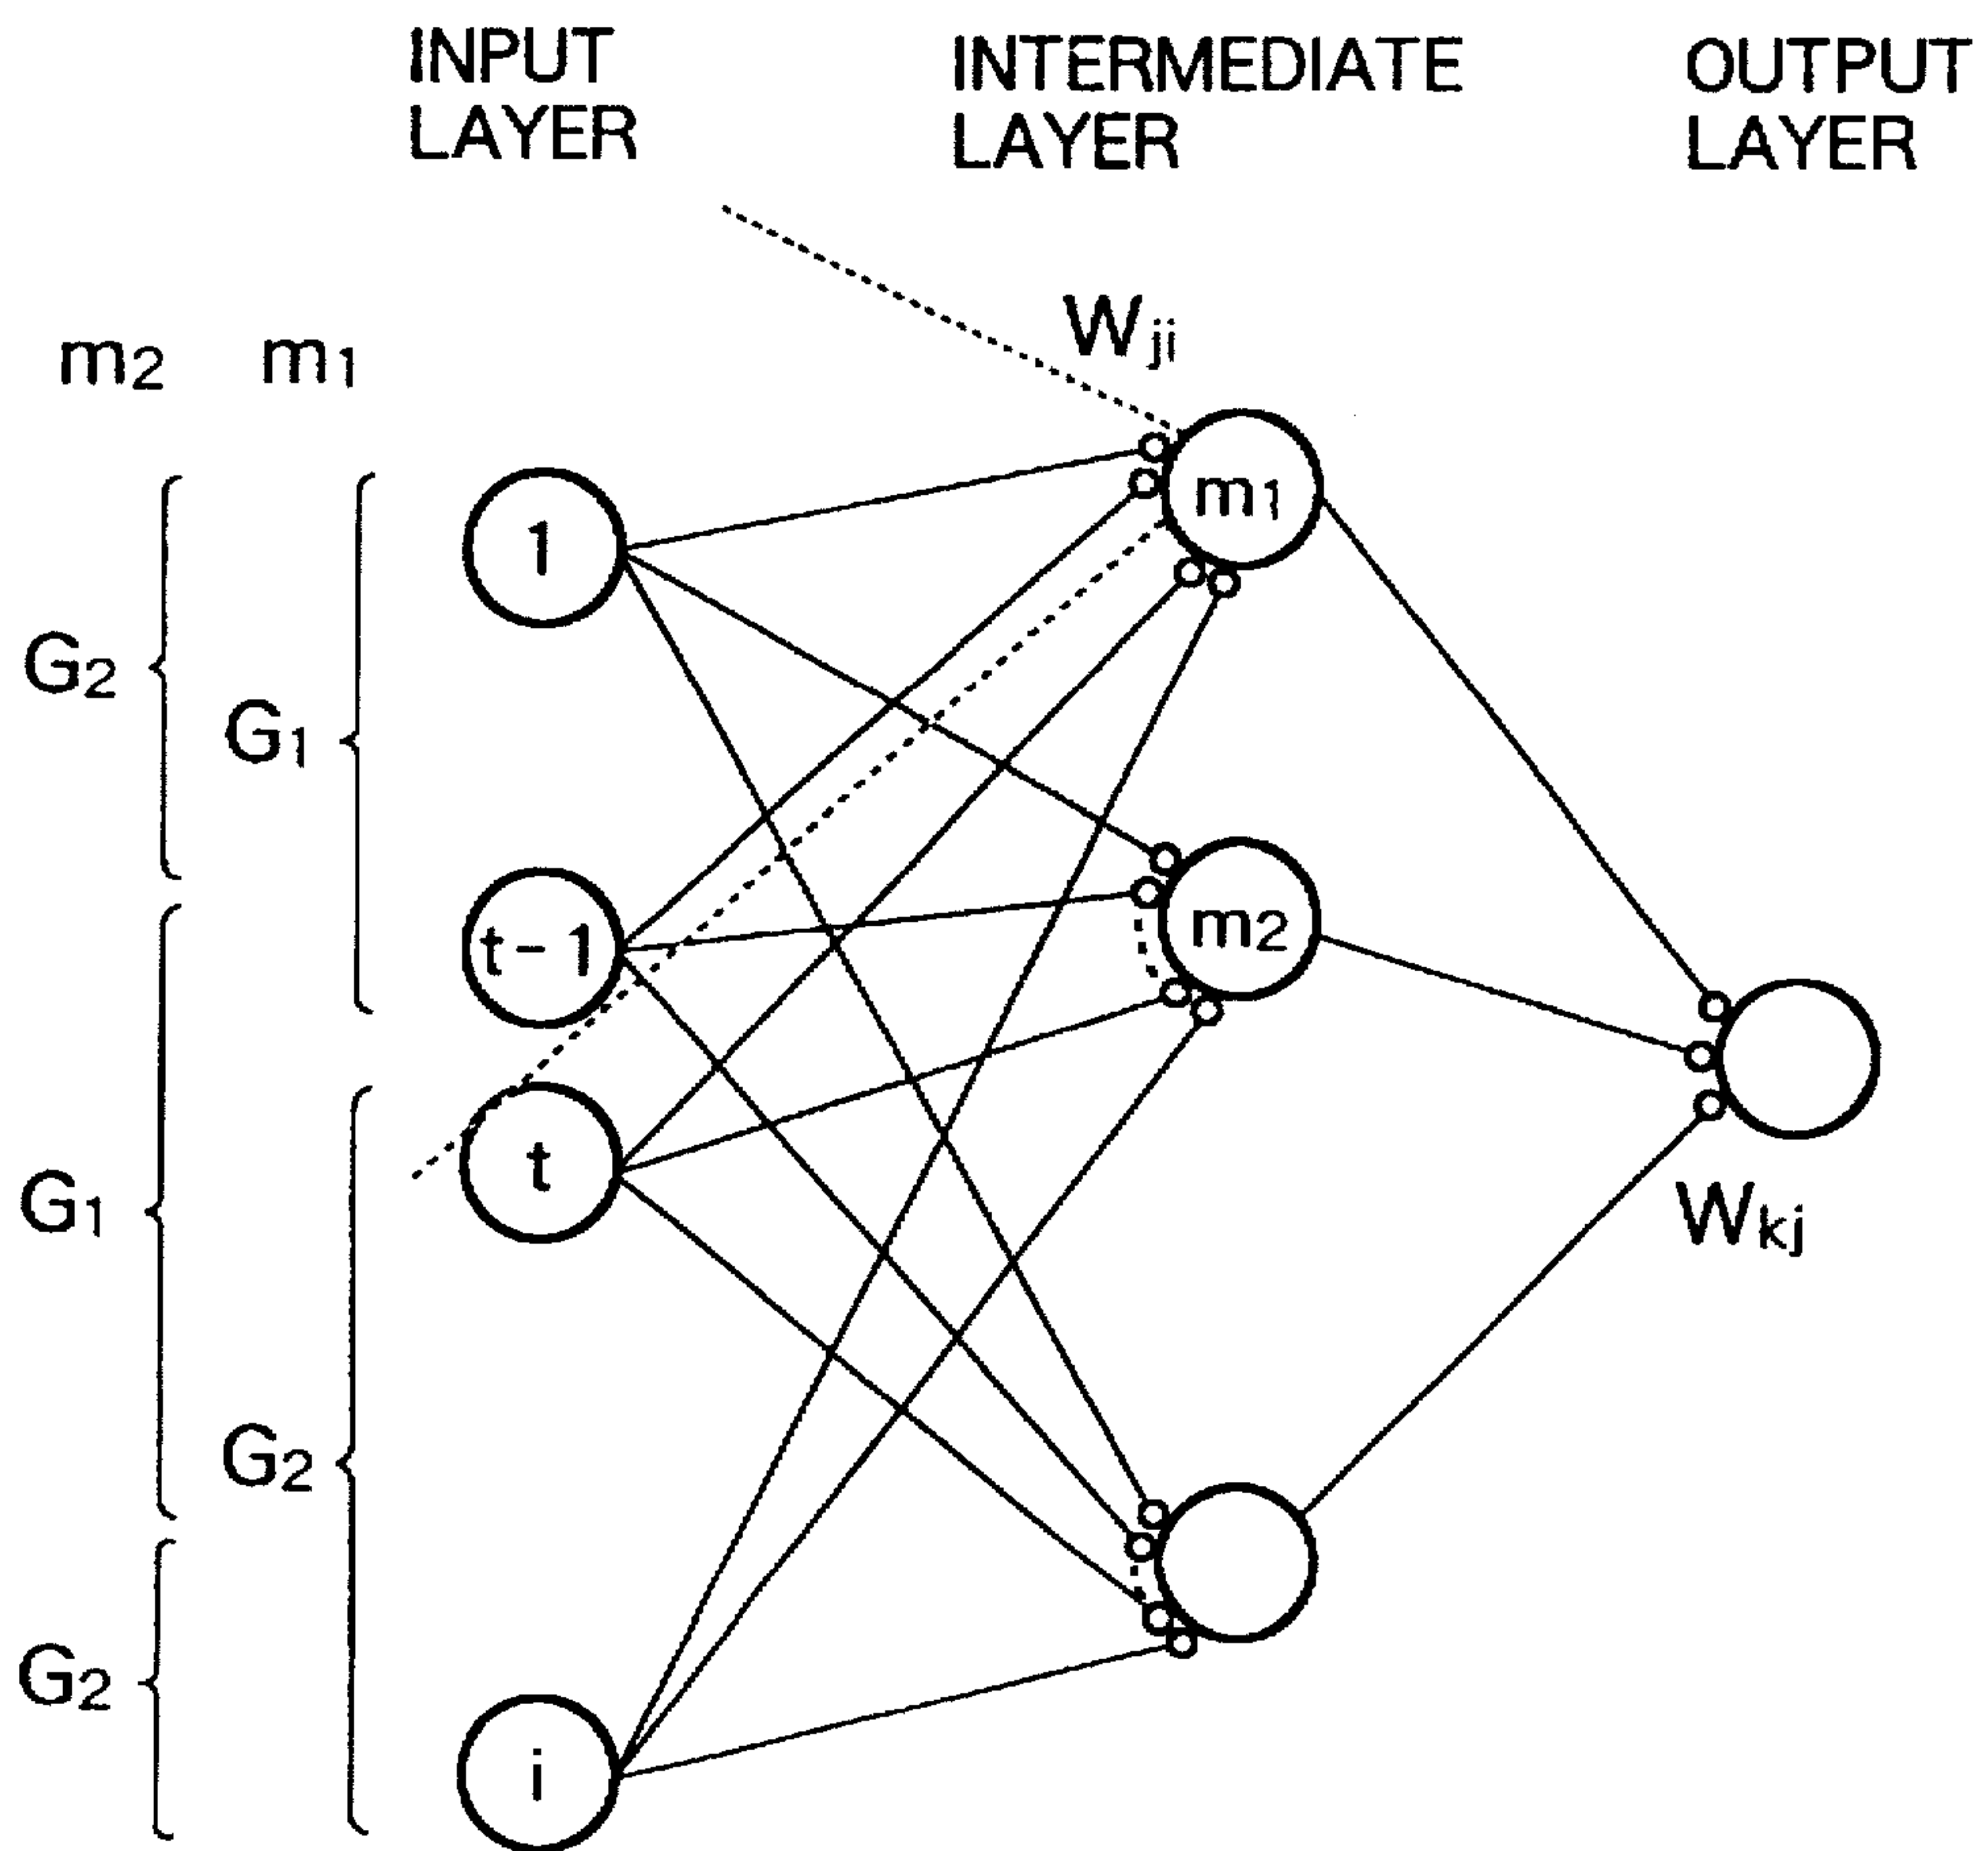 INPUT
LAYER
INTERMEDIATE
LAYER
OUTPUT
LAYER
Wji
m2
m1
1
m1
G2
G1
t-1
m2
t
G1
Wkj
G2
G2
i